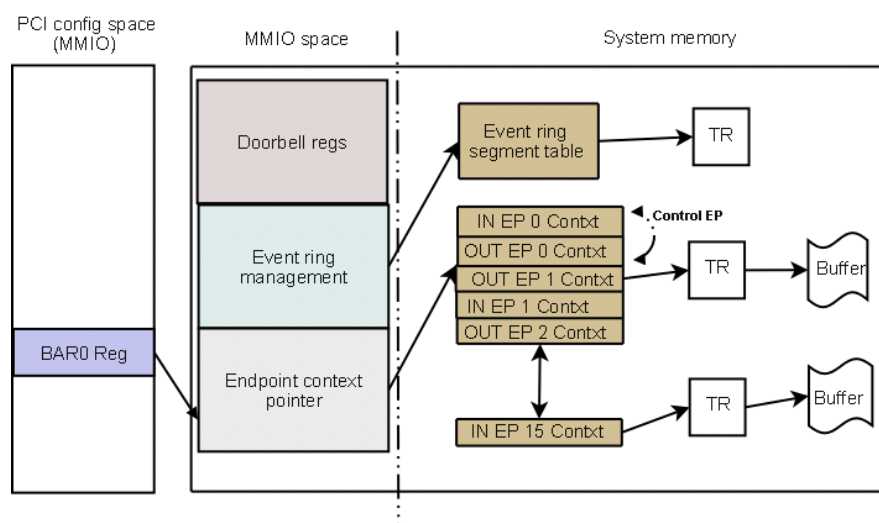 PCI config space
(MMIO)
MMIO space
System memory
Doorbell regs
Event ring
management
Endpoint context
pointer
BAR0 Reg
Event ring
segment table
TR
IN EP 0 Contxt
OUT EP 0 Contxt
OUT EP 1 Contxt
IN EP 1 Contxt
OUT EP 2 Contxt
Control EP
TR
Buffer
IN EP 15 Contxt
TR
Buffer